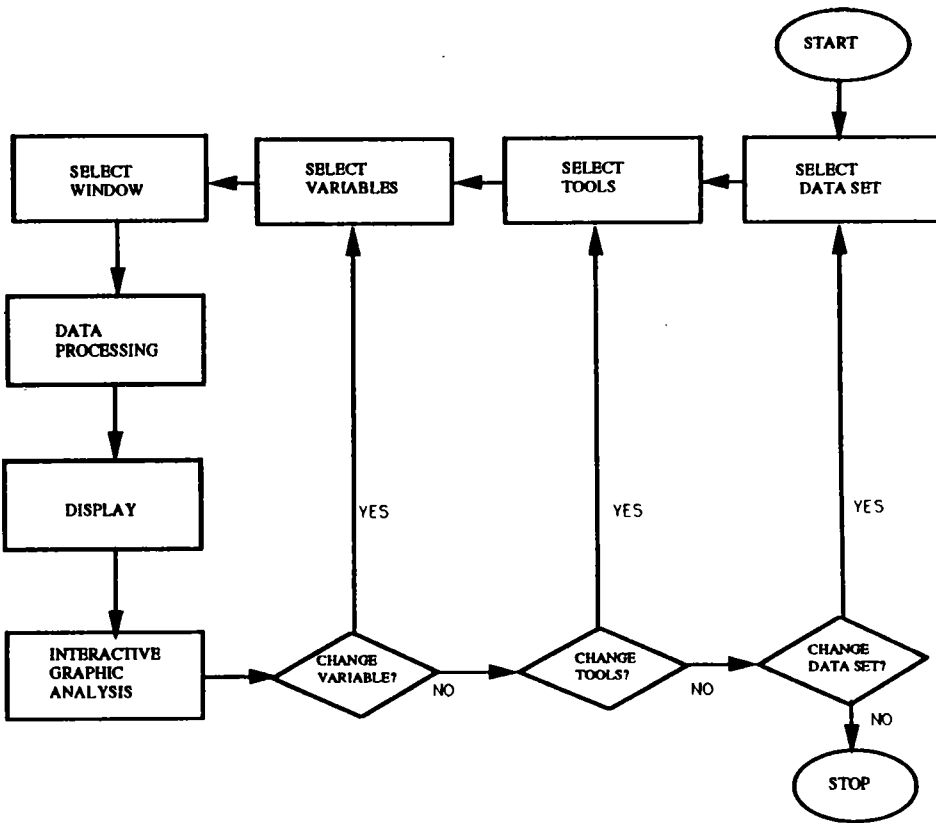 START
SELECT
WINDOW
SELECT
VARIABLES
SELECT
TOOLS
SELECT
DATA SET
DATA
PROCESSING
DISPLAY
YES
YES
YES
INTERACTIVE
GRAPHIC
ANALYSIS
CHANGE
VARIABLE?
NO
CHANGE
TOOLS?
NO
CHANGE
DATA SET?
NO
STOP